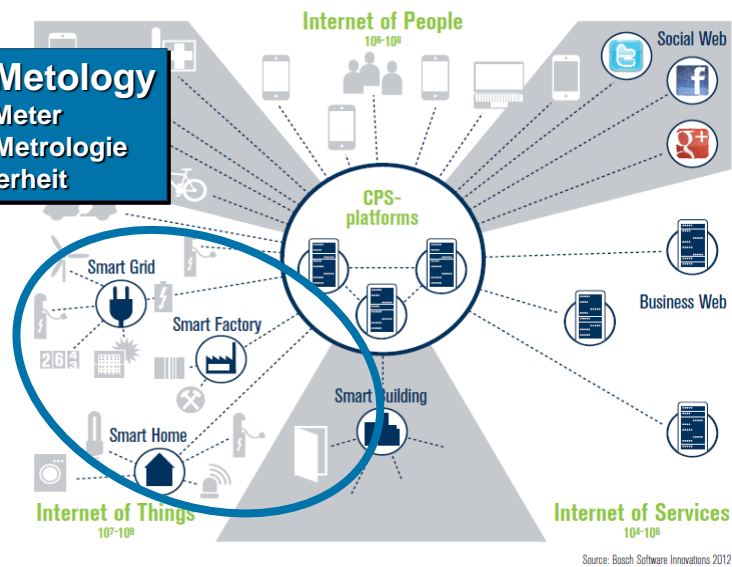 Internet of People
10⁶-10⁸
Social Web
Metology
Meter
Metrologie
erheit
CPS-
platforms
Smart Grid
Smart Factory
Business Web
264
Smart Building
Smart Home
Internet of Things
10⁷-10⁹
Internet of Services
10⁴-10⁶
Source: Bosch Software Innovations 2012